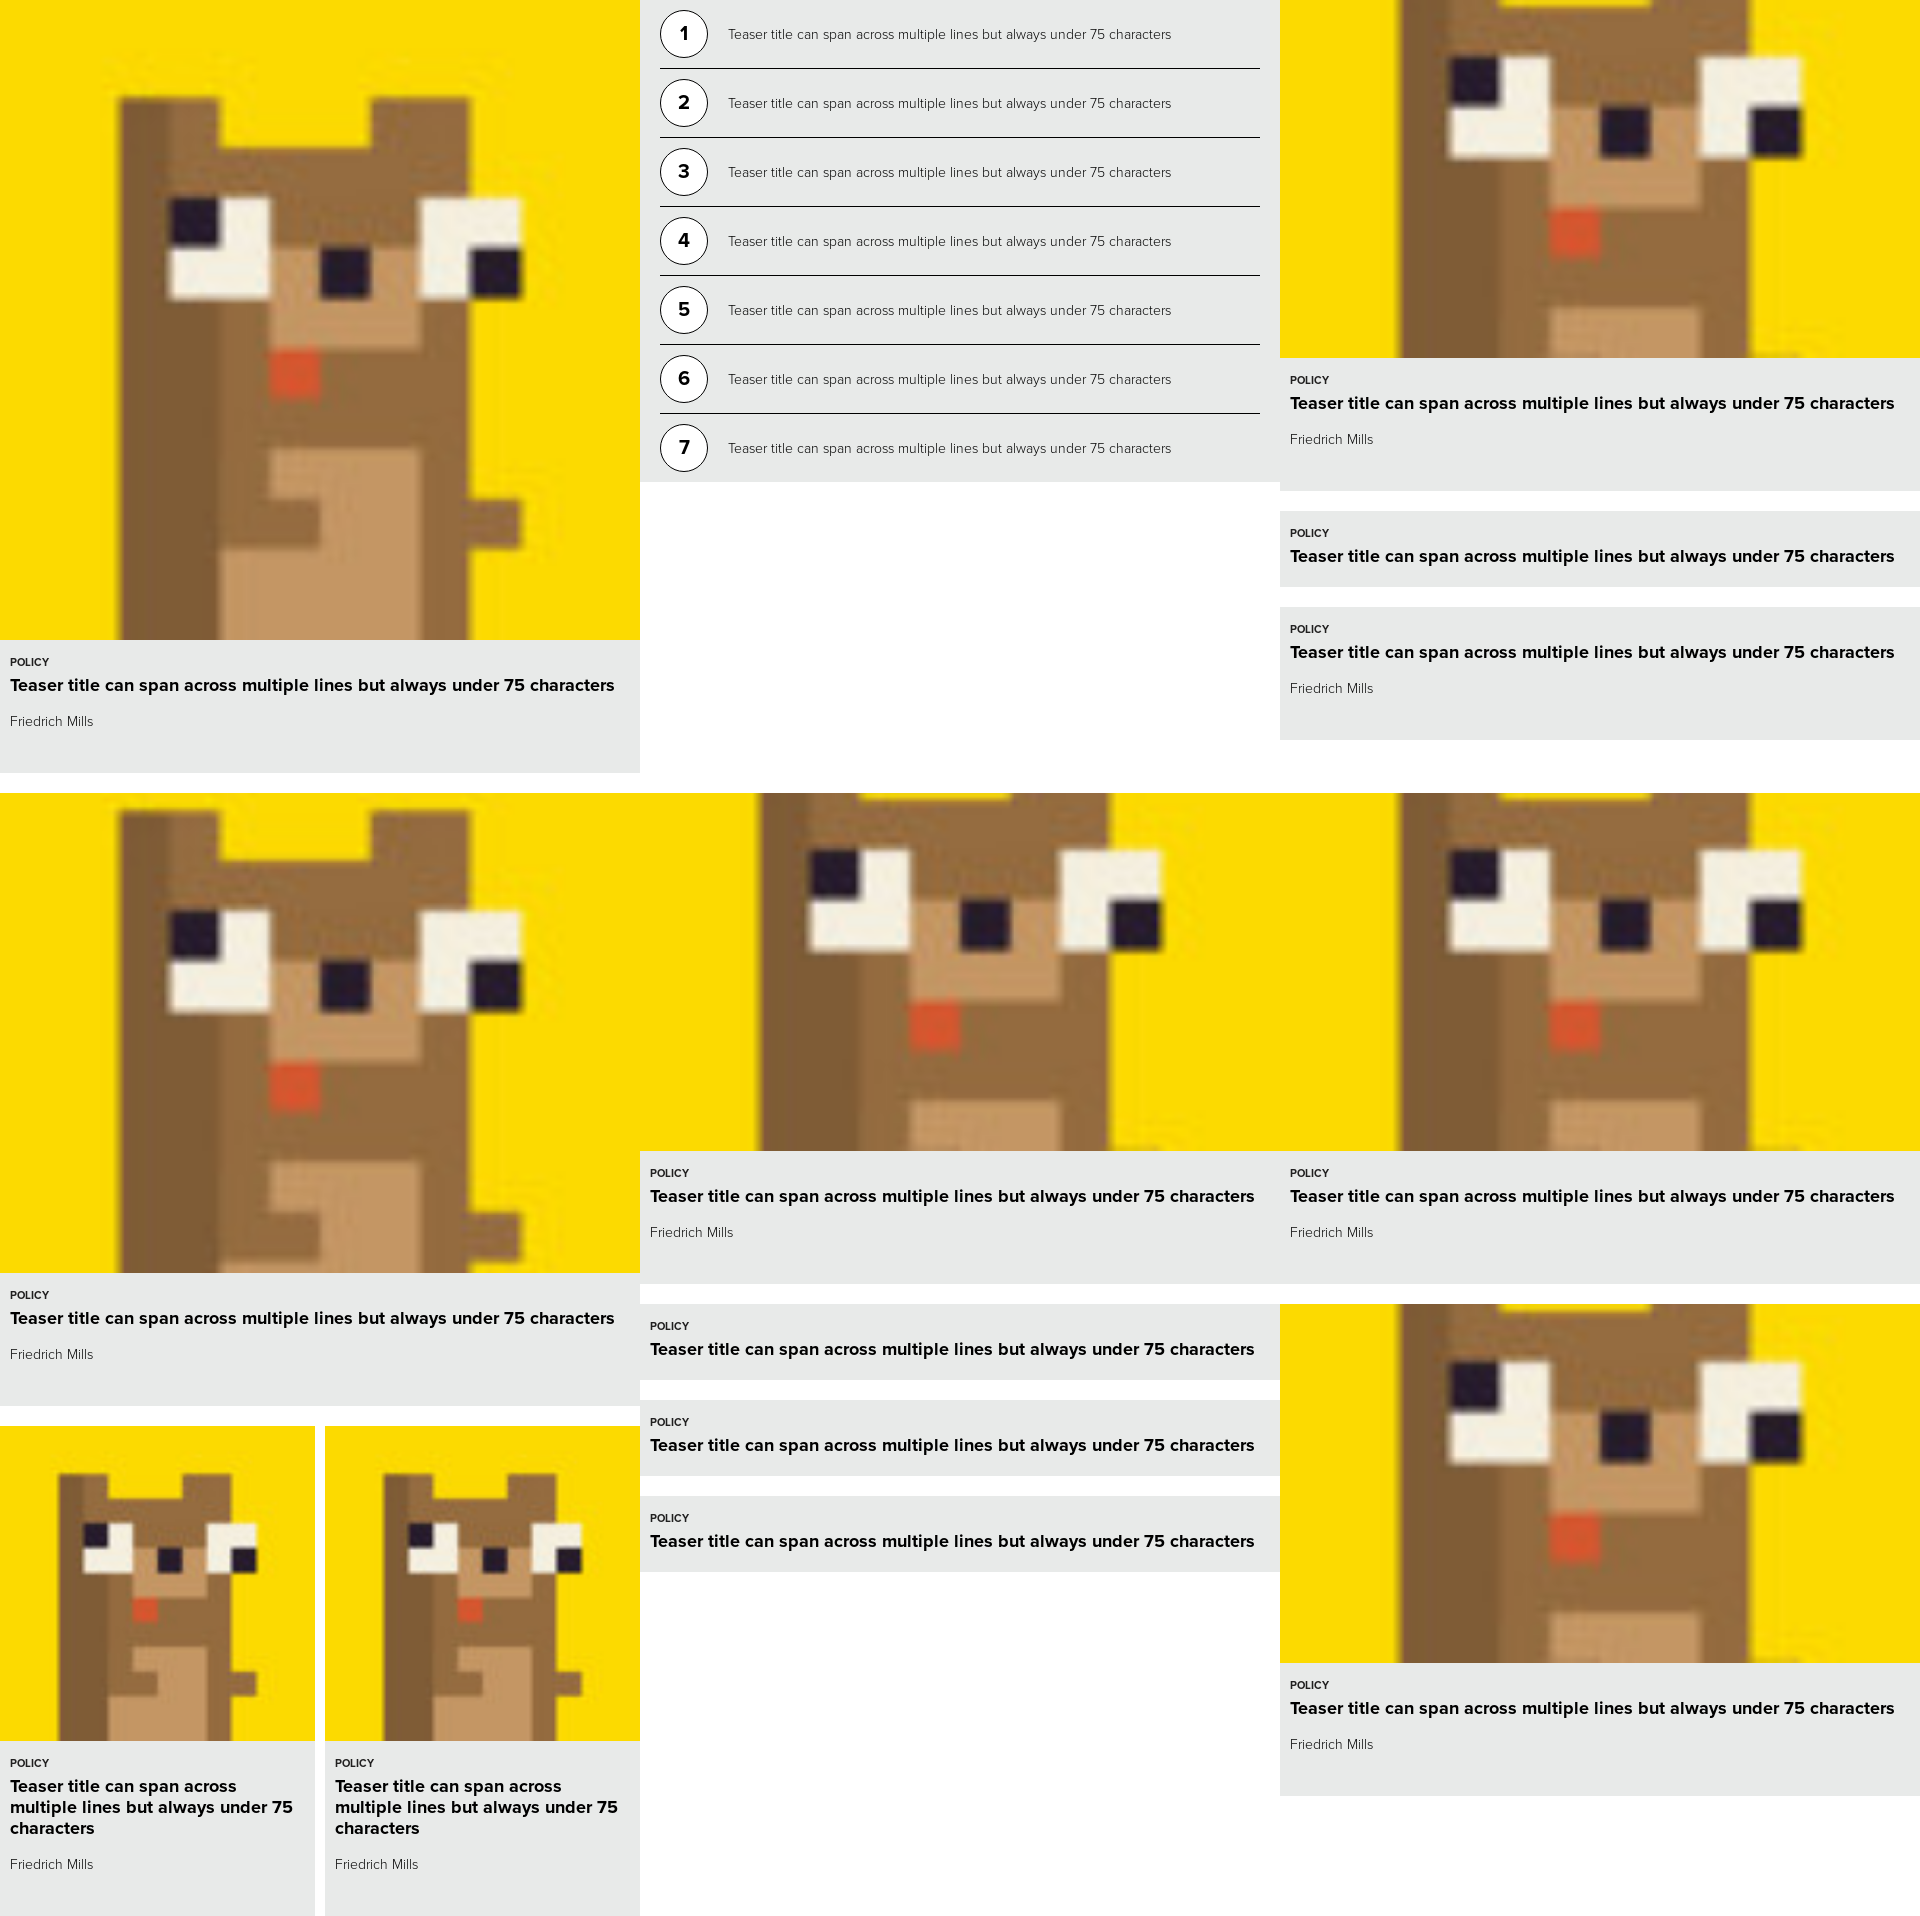 1
Teaser title can span across multiple lines but always under 75 characters
2
Teaser title can span across multiple lines but always under 75 characters
3
Teaser title can span across multiple lines but always under 75 characters
4
Teaser title can span across multiple lines but always under 75 characters
5
Teaser title can span across multiple lines but always under 75 characters
6
Teaser title can span across multiple lines but always under 75 characters
7
Teaser title can span across multiple lines but always under 75 characters
POLICY
Teaser title can span across multiple lines but always under 75 characters
Friedrich Mills
POLICY
Teaser title can span across multiple lines but always under 75 characters
POLICY
Teaser title can span across multiple lines but always under 75 characters
Friedrich Mills
POLICY
Teaser title can span across multiple lines but always under 75 characters
Friedrich Mills
POLICY
Teaser title can span across multiple lines but always under 75 characters
Friedrich Mills
POLICY
Teaser title can span across multiple lines but always under 75 characters
Friedrich Mills
POLICY
Teaser title can span across multiple lines but always under 75 characters
Friedrich Mills
POLICY
Teaser title can span across multiple lines but always under 75 characters
POLICY
Teaser title can span across multiple lines but always under 75 characters
POLICY
Teaser title can span across multiple lines but always under 75 characters
POLICY
Teaser title can span across multiple lines but always under 75 characters
Friedrich Mills
POLICY
Teaser title can span across
multiple lines but always under 75
characters
Friedrich Mills
POLICY
Teaser title can span across
multiple lines but always under 75
characters
Friedrich Mills